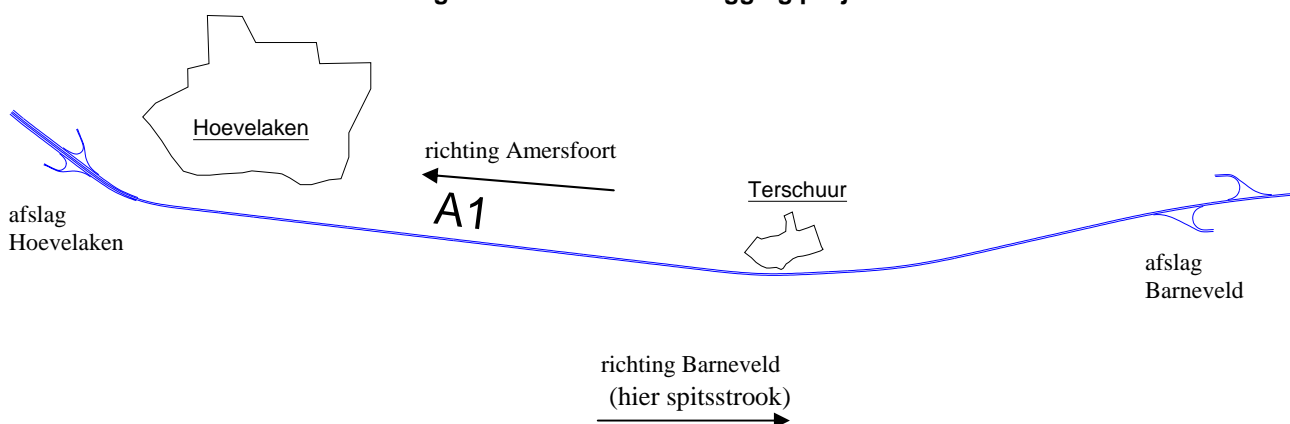 Hoevelaken
richting Amersfoort
A1
Terschuur
afslag
Hoevelaken
afslag
Barneveld
richting Barneveld
(hier spitsstrook)